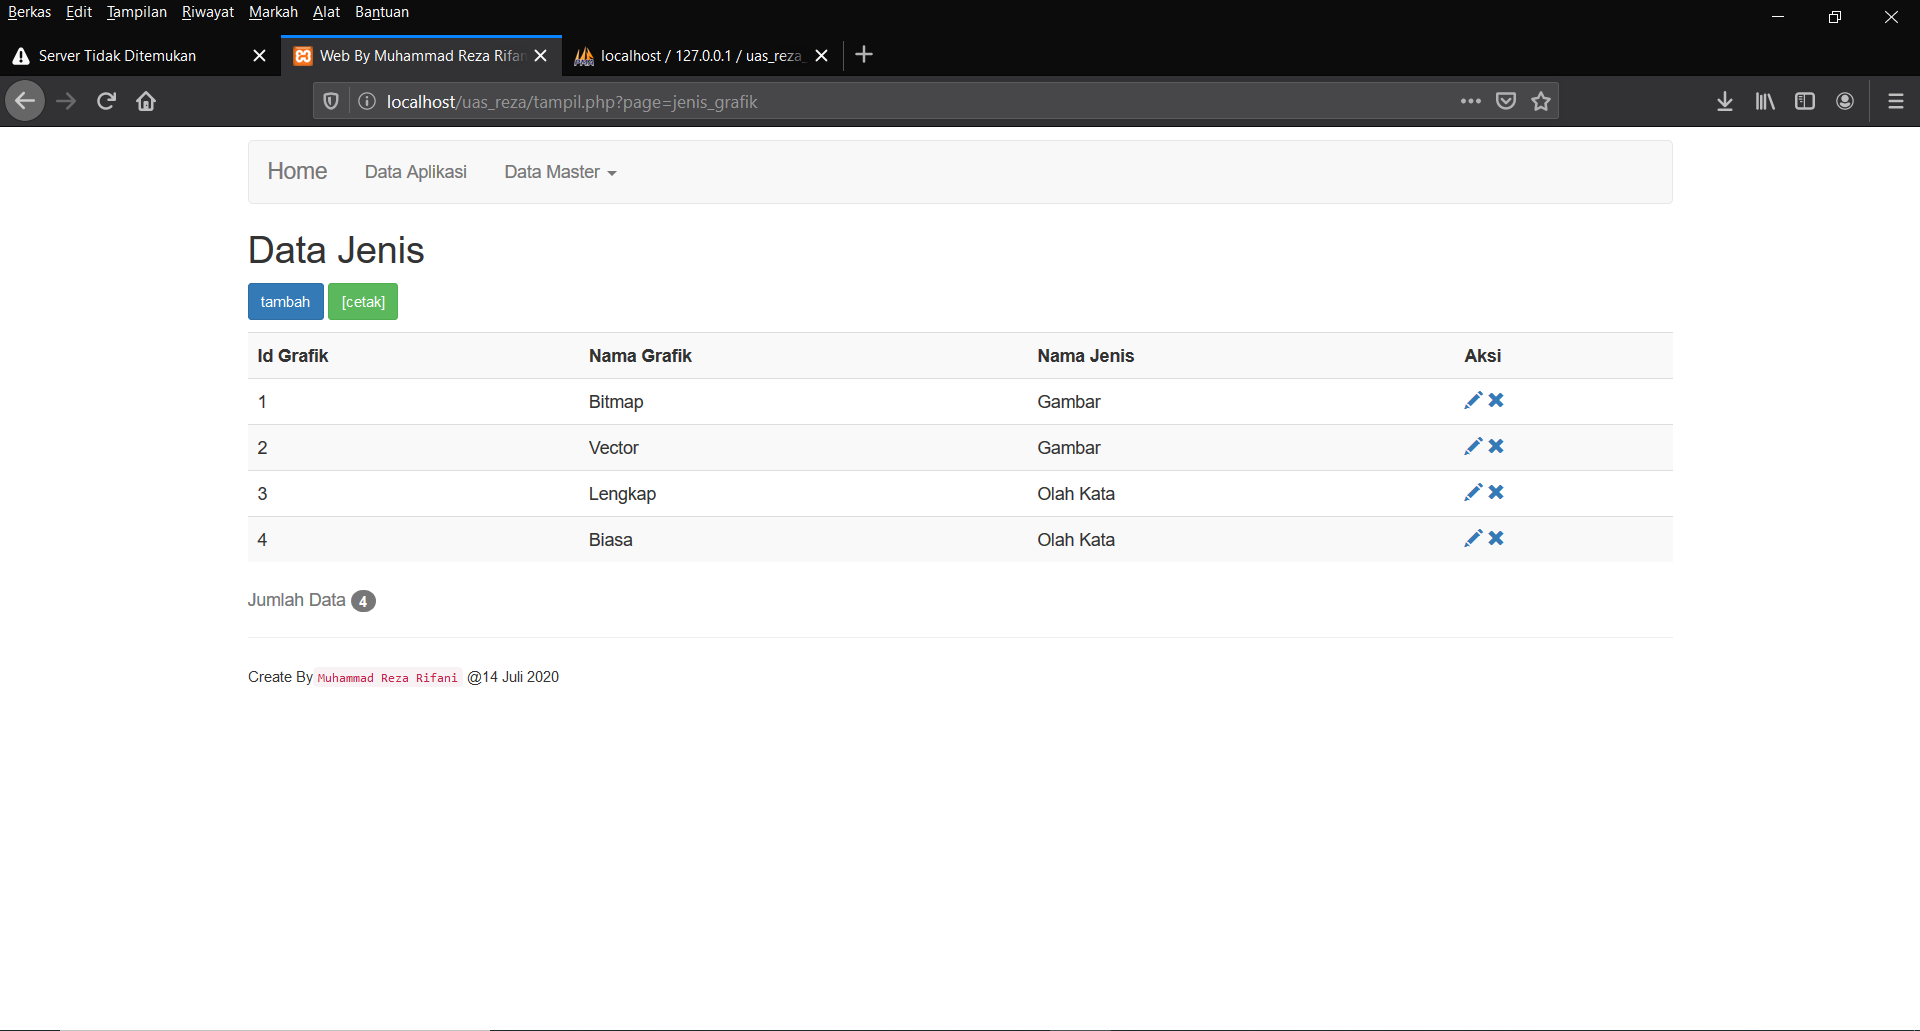 Berkas Edit Tampilan Riwayat Markah Alat Bantuan
Server Tidak Ditemukan Web By Muhammad Reza Rifan localhost / 127.0.0.1 / uas_reza_
localhost/uas_reza/tampil.php?page=jenis_grafik
Home Data Aplikasi Data Master
Data Jenis
tambah [cetak]
Id Grafik Nama Grafik Nama Jenis Aksi
1 Bitmap Gambar
2 Vector Gambar
3 Lengkap Olah Kata
4 Biasa Olah Kata
Jumlah Data 4
Create By Muhammad Reza Rifani @14 Juli 2020